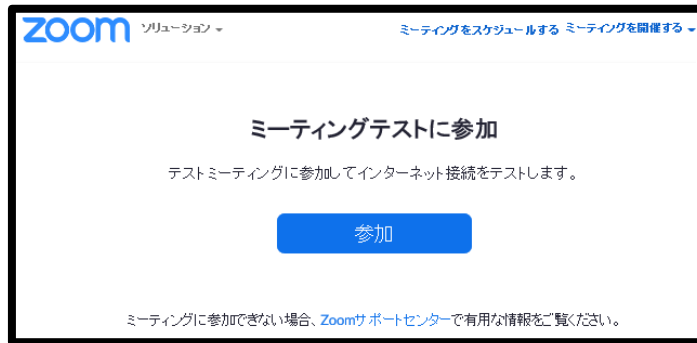 zoom ソリューション ミーティングをスケジュールする ミーティングを開催する
ミーティングテストに参加
テストミーティングに参加してインターネット接続をテストします。
参加
ミーティングに参加できない場合、Zoomサポートセンターで有用な情報をご覧ください。